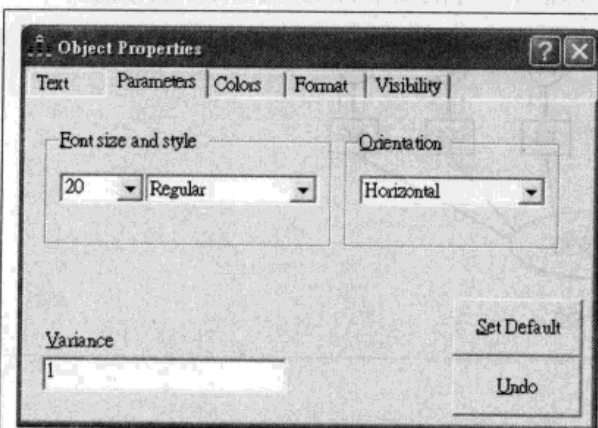 Object Properties
Text Parameters Colors Format Visibility
Font size and style
Orientation
20 Regular
Horizontal
Variance
1
Set Default
Undo